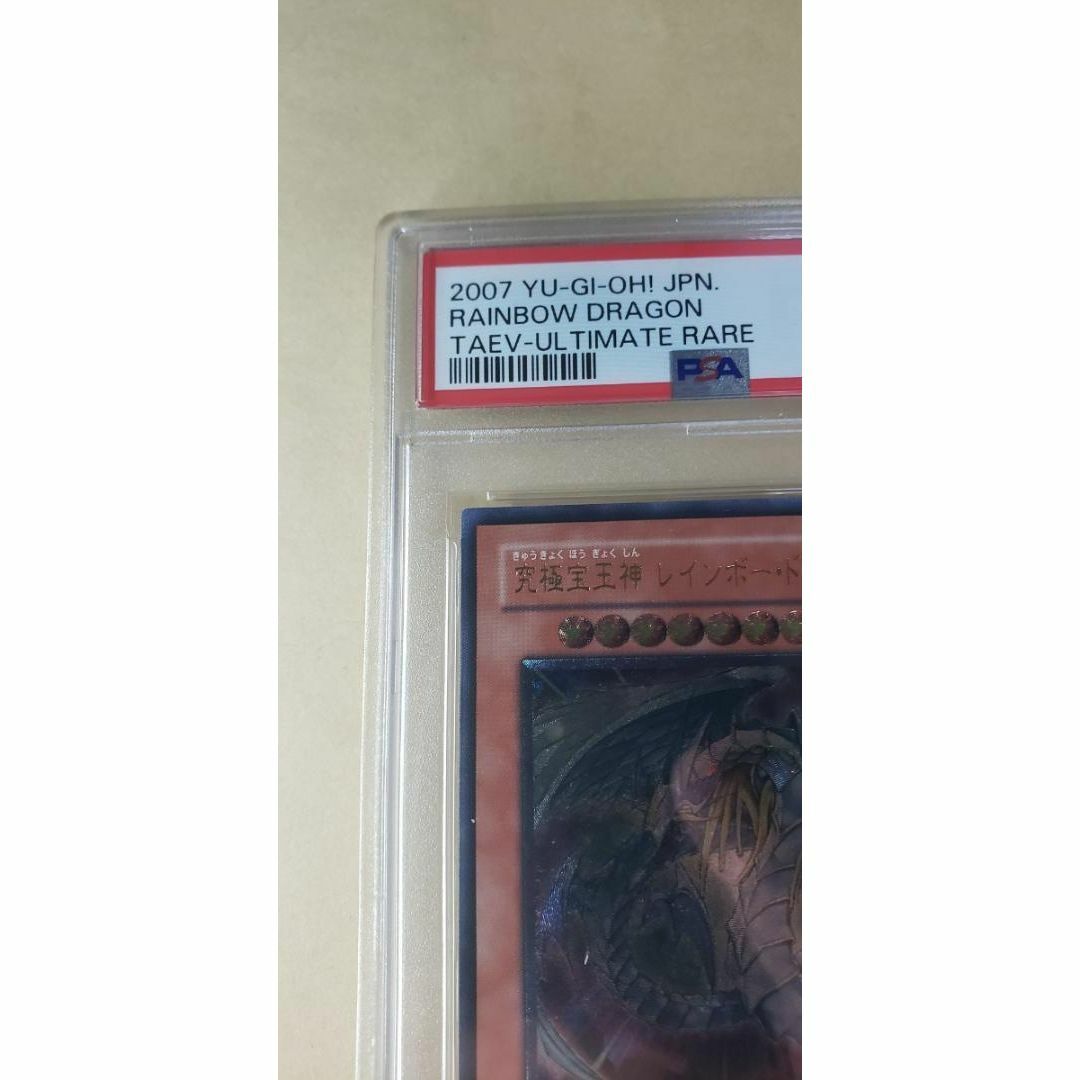 2007 YU-GI-OH! JPN.
RAINBOW DRAGON
TAEV-ULTIMATE RARE
PSA
きゅうきょく ほう ぎょく しん
究極宝玉神 レインボー・ド